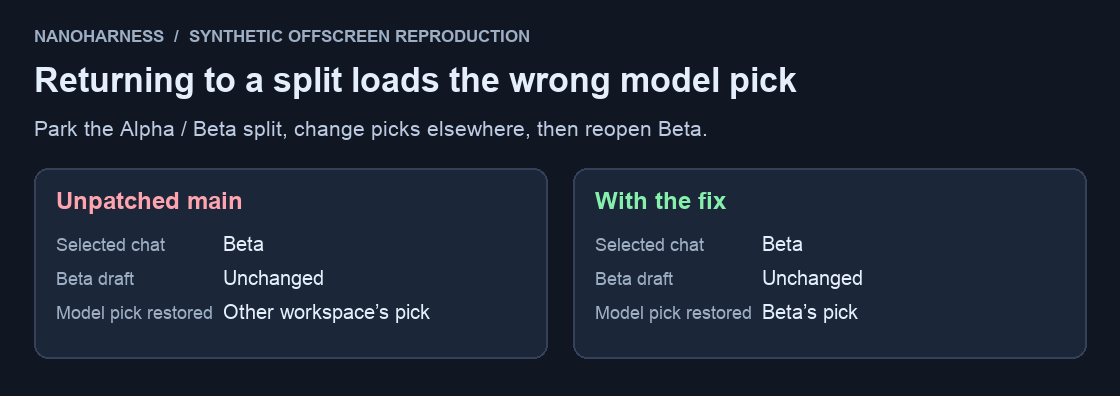 NANOHARNESS / SYNTHETIC OFFSCREEN REPRODUCTION
Returning to a split loads the wrong model pick
Park the Alpha / Beta split, change picks elsewhere, then reopen Beta.
Unpatched main
Selected chat Beta
Beta draft Unchanged
Model pick restored Other workspace’s pick
With the fix
Selected chat Beta
Beta draft Unchanged
Model pick restored Beta’s pick